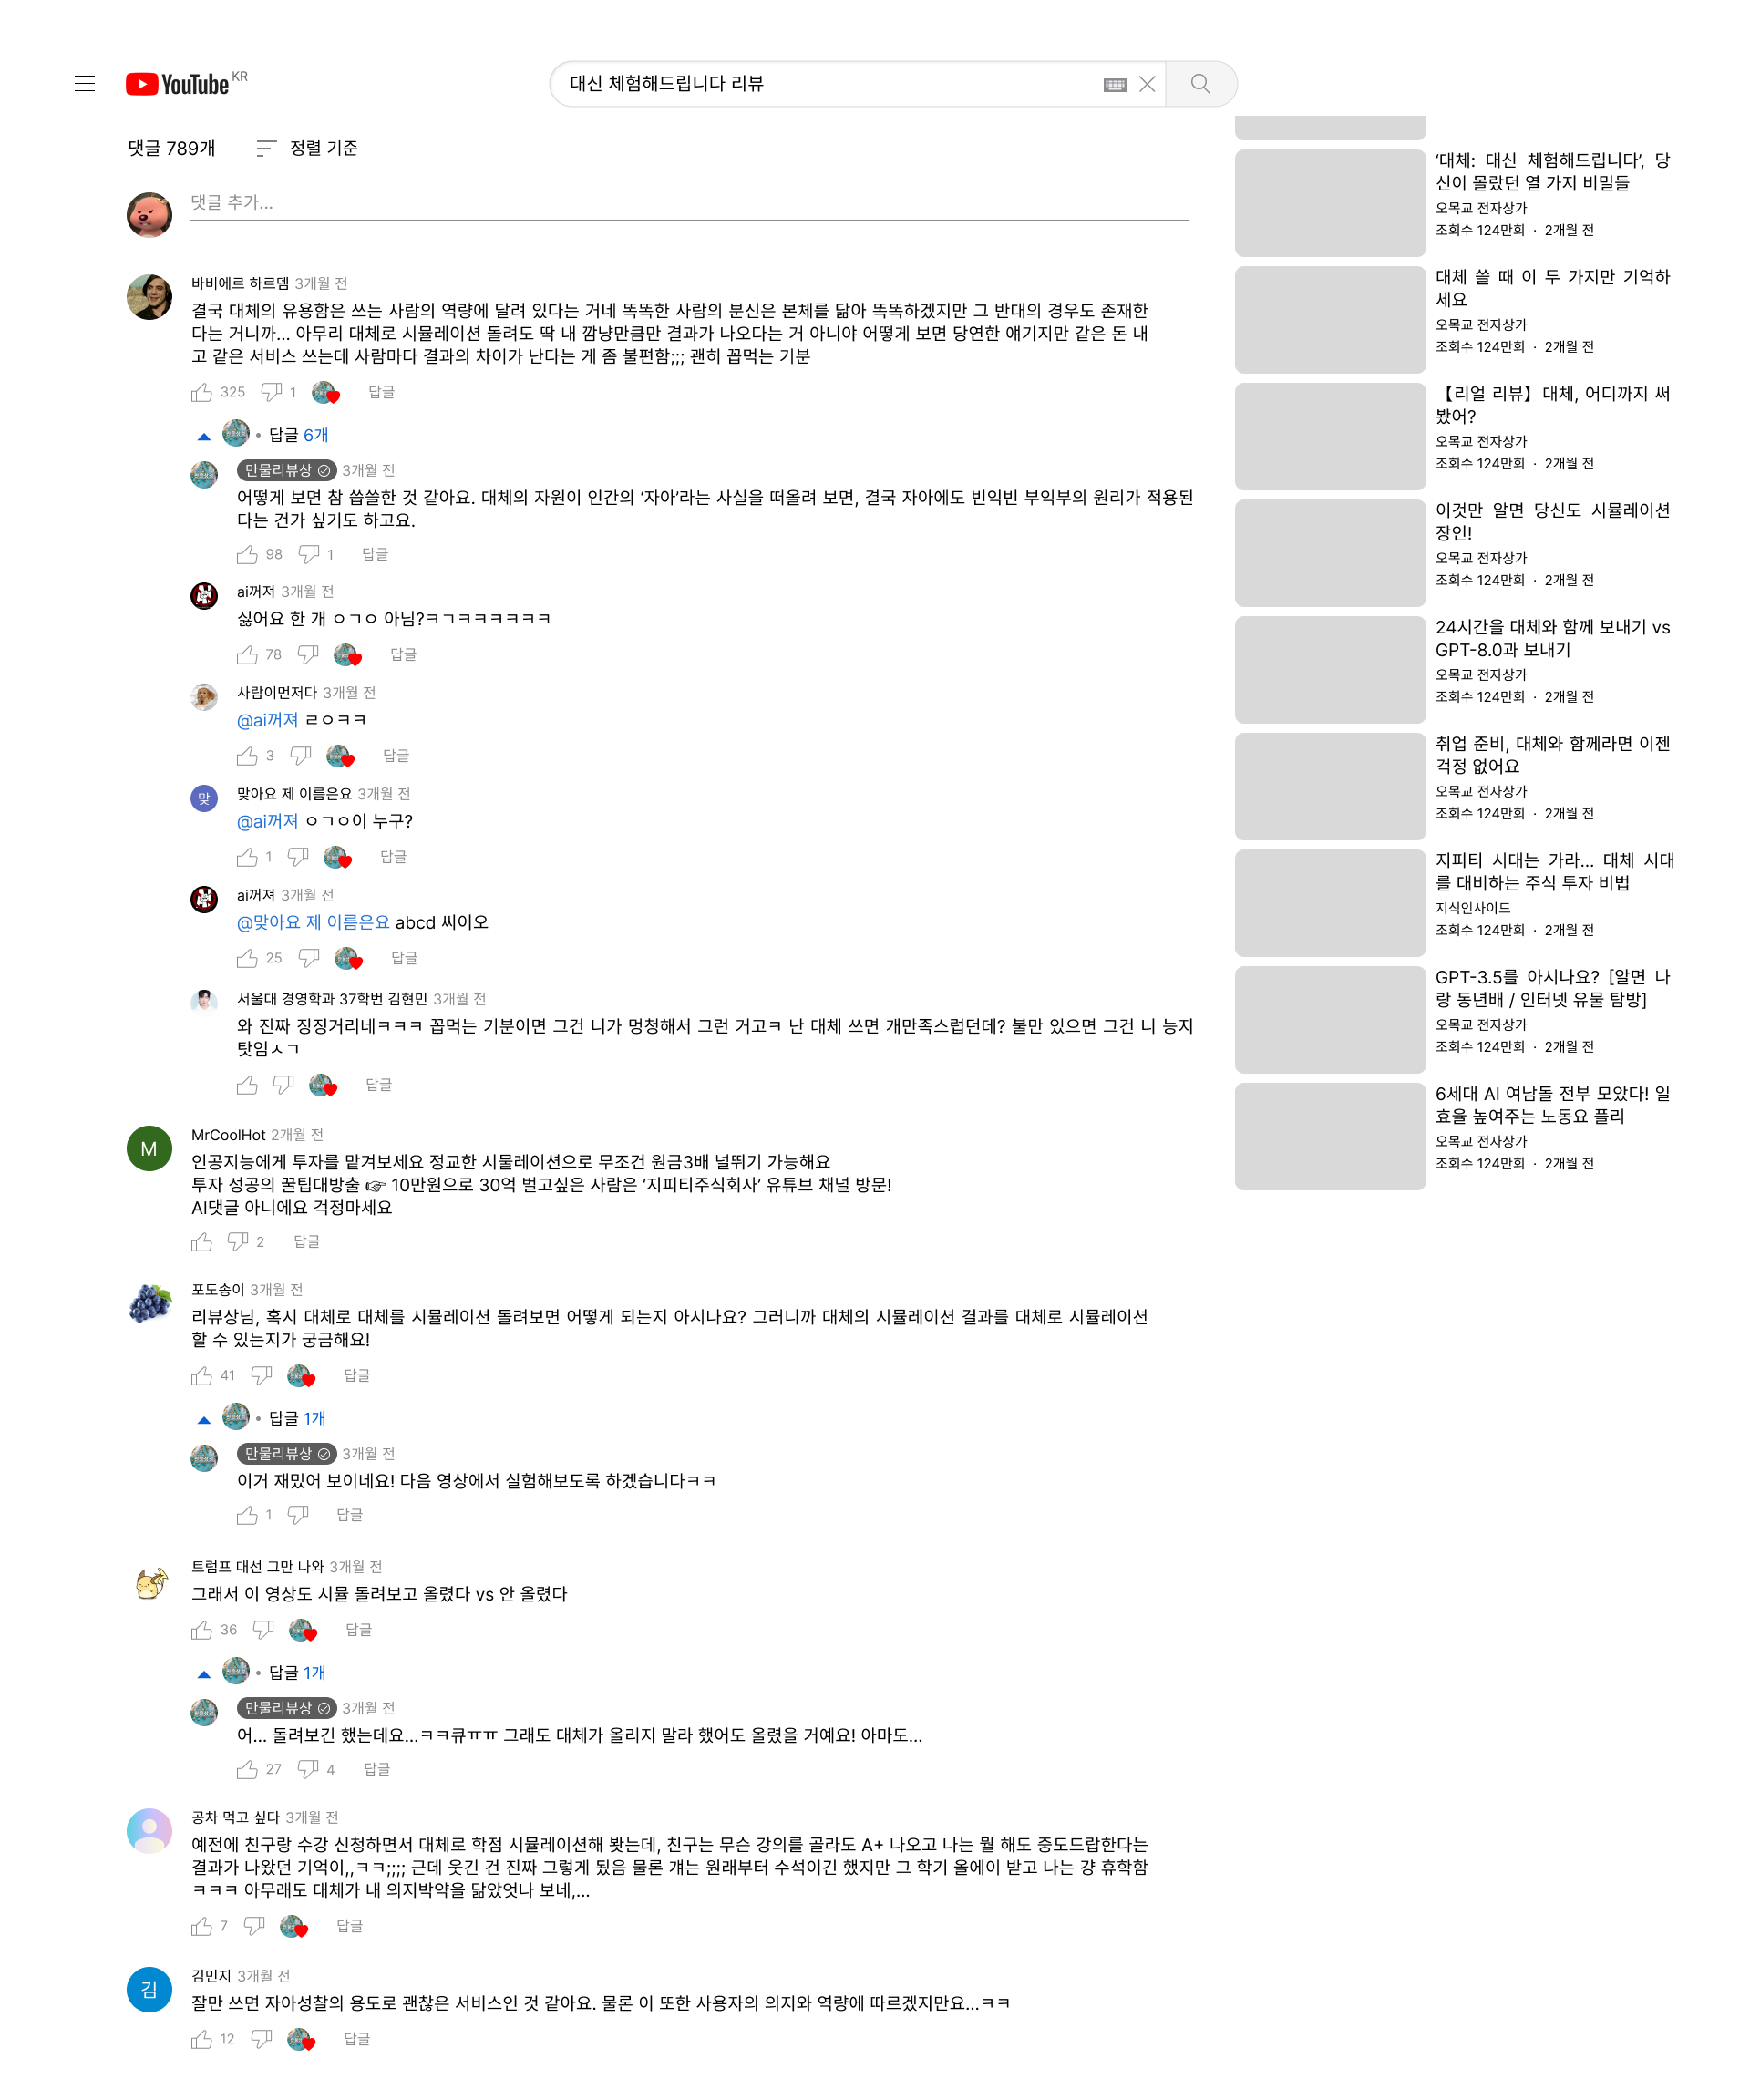 YouTube KR
대신 체험해드립니다 리뷰
댓글 789개
정렬 기준
댓글 추가...
바비에르 하르뎀 3개월 전
결국 대체의 유용함은 쓰는 사람의 역량에 달려 있다는 거네 똑똑한 사람의 분신은 본체를 닮아 똑똑하겠지만 그 반대의 경우도 존재한
다는 거니까... 아무리 대체로 시뮬레이션 돌려도 딱 내 깜냥만큼만 결과가 나오다는 거 아니야 어떻게 보면 당연한 얘기지만 같은 돈 내
고 같은 서비스 쓰는데 사람마다 결과의 차이가 난다는 게 좀 불편함;;; 괜히 꼽먹는 기분
325 1 답글
답글 6개
만물리뷰상 3개월 전
어떻게 보면 참 씁쓸한 것 같아요. 대체의 자원이 인간의 ‘자아’라는 사실을 떠올려 보면, 결국 자아에도 빈익빈 부익부의 원리가 적용된
다는 건가 싶기도 하고요.
98 1 답글
ai꺼져 3개월 전
싫어요 한 개 ㅇㄱㅇ 아님?ㅋㄱㅋㅋㅋㅋㅋㅋㅋ
78 답글
사람이먼저다 3개월 전
@ai꺼져 ㄹㅇㅋㅋ
3 답글
맞
맞아요 제 이름은요 3개월 전
@ai꺼져 ㅇㄱㅇ이 누구?
1 답글
ai꺼져 3개월 전
@맞아요 제 이름은요 abcd 씨이오
25 답글
서울대 경영학과 37학번 김현민 3개월 전
와 진짜 징징거리네ㅋㅋㅋ 꼽먹는 기분이면 그건 니가 멍청해서 그런 거고ㅋ 난 대체 쓰면 개만족스럽던데? 불만 있으면 그건 니 능지
탓임ㅅㄱ
답글
M
MrCoolHot 2개월 전
인공지능에게 투자를 맡겨보세요 정교한 시물레이션으로 무조건 원금3배 널뛰기 가능해요
투자 성공의 꿀팁대방출 👉 10만원으로 30억 벌고싶은 사람은 ‘지피티주식회사’ 유튜브 채널 방문!
AI댓글 아니에요 걱정마세요
2 답글
포도송이 3개월 전
리뷰상님, 혹시 대체로 대체를 시뮬레이션 돌려보면 어떻게 되는지 아시나요? 그러니까 대체의 시뮬레이션 결과를 대체로 시뮬레이션
할 수 있는지가 궁금해요!
41 답글
답글 1개
만물리뷰상 3개월 전
이거 재밌어 보이네요! 다음 영상에서 실험해보도록 하겠습니다ㅋㅋ
1 답글
트럼프 대선 그만 나와 3개월 전
그래서 이 영상도 시뮬 돌려보고 올렸다 vs 안 올렸다
36 답글
답글 1개
만물리뷰상 3개월 전
어... 돌려보긴 했는데요...ㅋㅋ큐ㅠㅠ 그래도 대체가 올리지 말라 했어도 올렸을 거예요! 아마도...
27 4 답글
공차 먹고 싶다 3개월 전
예전에 친구랑 수강 신청하면서 대체로 학점 시뮬레이션해 봣는데, 친구는 무슨 강의를 골라도 A+ 나오고 나는 뭘 해도 중도드랍한다는
결과가 나왔던 기억이,,ㅋㅋ;;;; 근데 웃긴 건 진짜 그렇게 됬음 물론 걔는 원래부터 수석이긴 했지만 그 학기 올에이 받고 나는 걍 휴학함
ㅋㅋㅋ 아무래도 대체가 내 의지박약을 닮았엇나 보네,...
7 답글
김
김민지 3개월 전
잘만 쓰면 자아성찰의 용도로 괜찮은 서비스인 것 같아요. 물론 이 또한 사용자의 의지와 역량에 따르겠지만요...ㅋㅋ
12 답글
‘대체: 대신 체험해드립니다’, 당
신이 몰랐던 열 가지 비밀들
오목교 전자상가
조회수 124만회 · 2개월 전
대체 쓸 때 이 두 가지만 기억하
세요
오목교 전자상가
조회수 124만회 · 2개월 전
【리얼 리뷰】대체, 어디까지 써
봤어?
오목교 전자상가
조회수 124만회 · 2개월 전
이것만 알면 당신도 시뮬레이션
장인!
오목교 전자상가
조회수 124만회 · 2개월 전
24시간을 대체와 함께 보내기 vs
GPT-8.0과 보내기
오목교 전자상가
조회수 124만회 · 2개월 전
취업 준비, 대체와 함께라면 이젠
걱정 없어요
오목교 전자상가
조회수 124만회 · 2개월 전
지피티 시대는 가라... 대체 시대
를 대비하는 주식 투자 비법
지식인사이드
조회수 124만회 · 2개월 전
GPT-3.5를 아시나요? [알면 나
랑 동년배 / 인터넷 유물 탐방]
오목교 전자상가
조회수 124만회 · 2개월 전
6세대 AI 여남돌 전부 모았다! 일
효율 높여주는 노동요 플리
오목교 전자상가
조회수 124만회 · 2개월 전